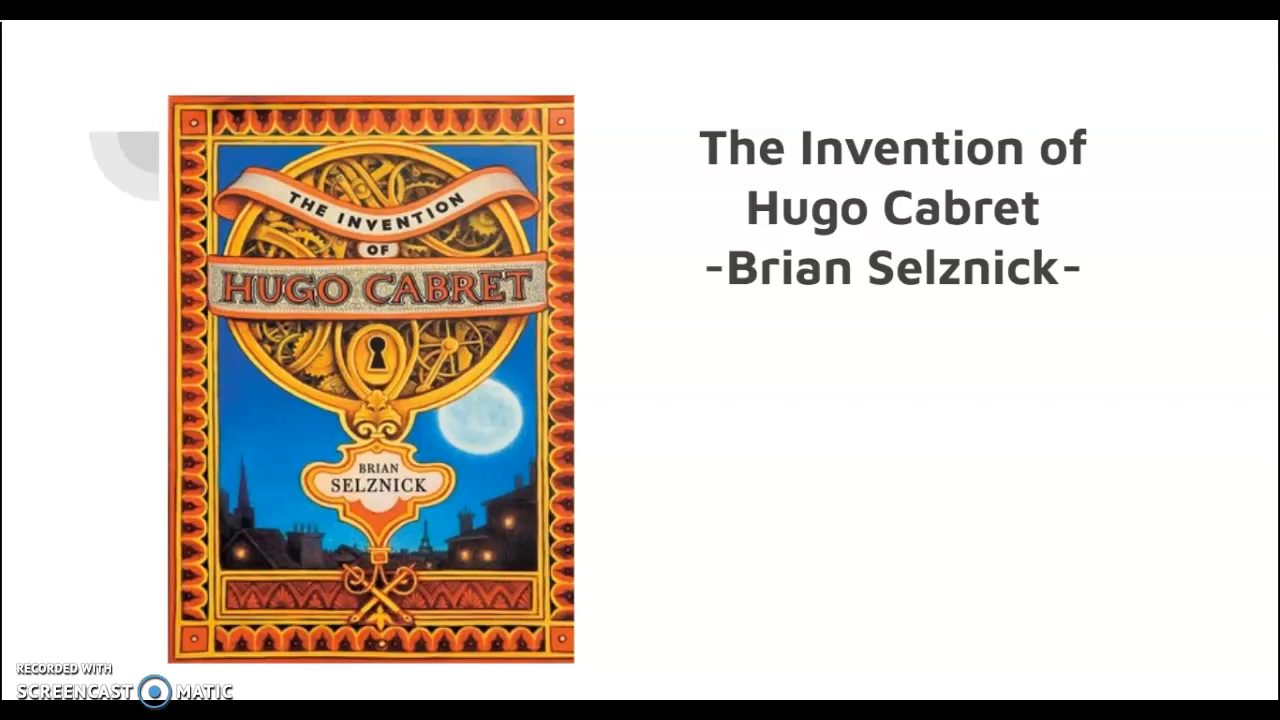 THE INVENTION
OF
HUGO CABRET
BRIAN
SELZNICK
The Invention of
Hugo Cabret
-Brian Selznick-
RECORDED WITH
SCREENCAST MATIC